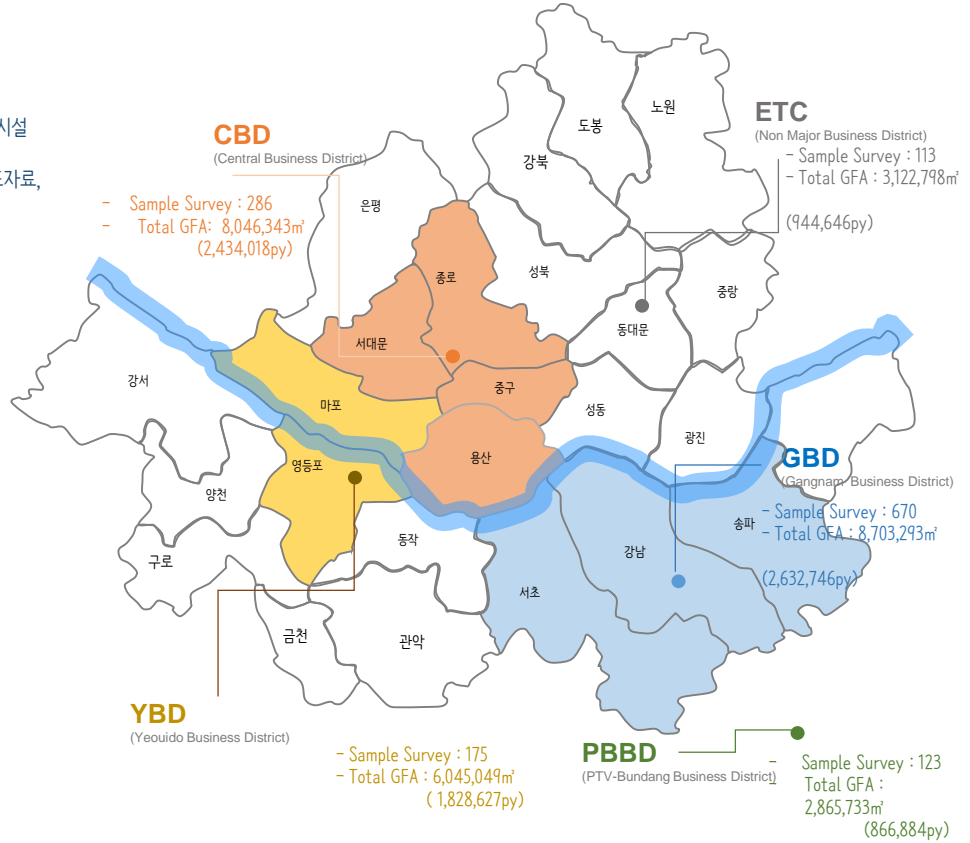 시설
조자료,
CBD
(Central Business District)
- Sample Survey : 286
- Total GFA: 8,046,343㎡
(2,434,018py)
ETC
(Non Major Business District)
- Sample Survey : 113
- Total GFA : 3,122,798㎡
(944,646py)
도봉
노원
강북
은평
성북
종로
중랑
동대문
서대문
강서
마포
중구
성동
광진
용산
영등포
양천
GBD
(Gangnam Business District)
- Sample Survey : 670
- Total GFA : 8,703,293㎡
(2,632,746py)
송파
강남
동작
구로
서초
금천
관악
YBD
(Yeouido Business District)
- Sample Survey : 175
- Total GFA : 6,045,049㎡
( 1,828,627py)
PBBD
(PTV-Bundang Business District)
- Sample Survey : 123
- Total GFA :
2,865,733㎡
(866,884py)